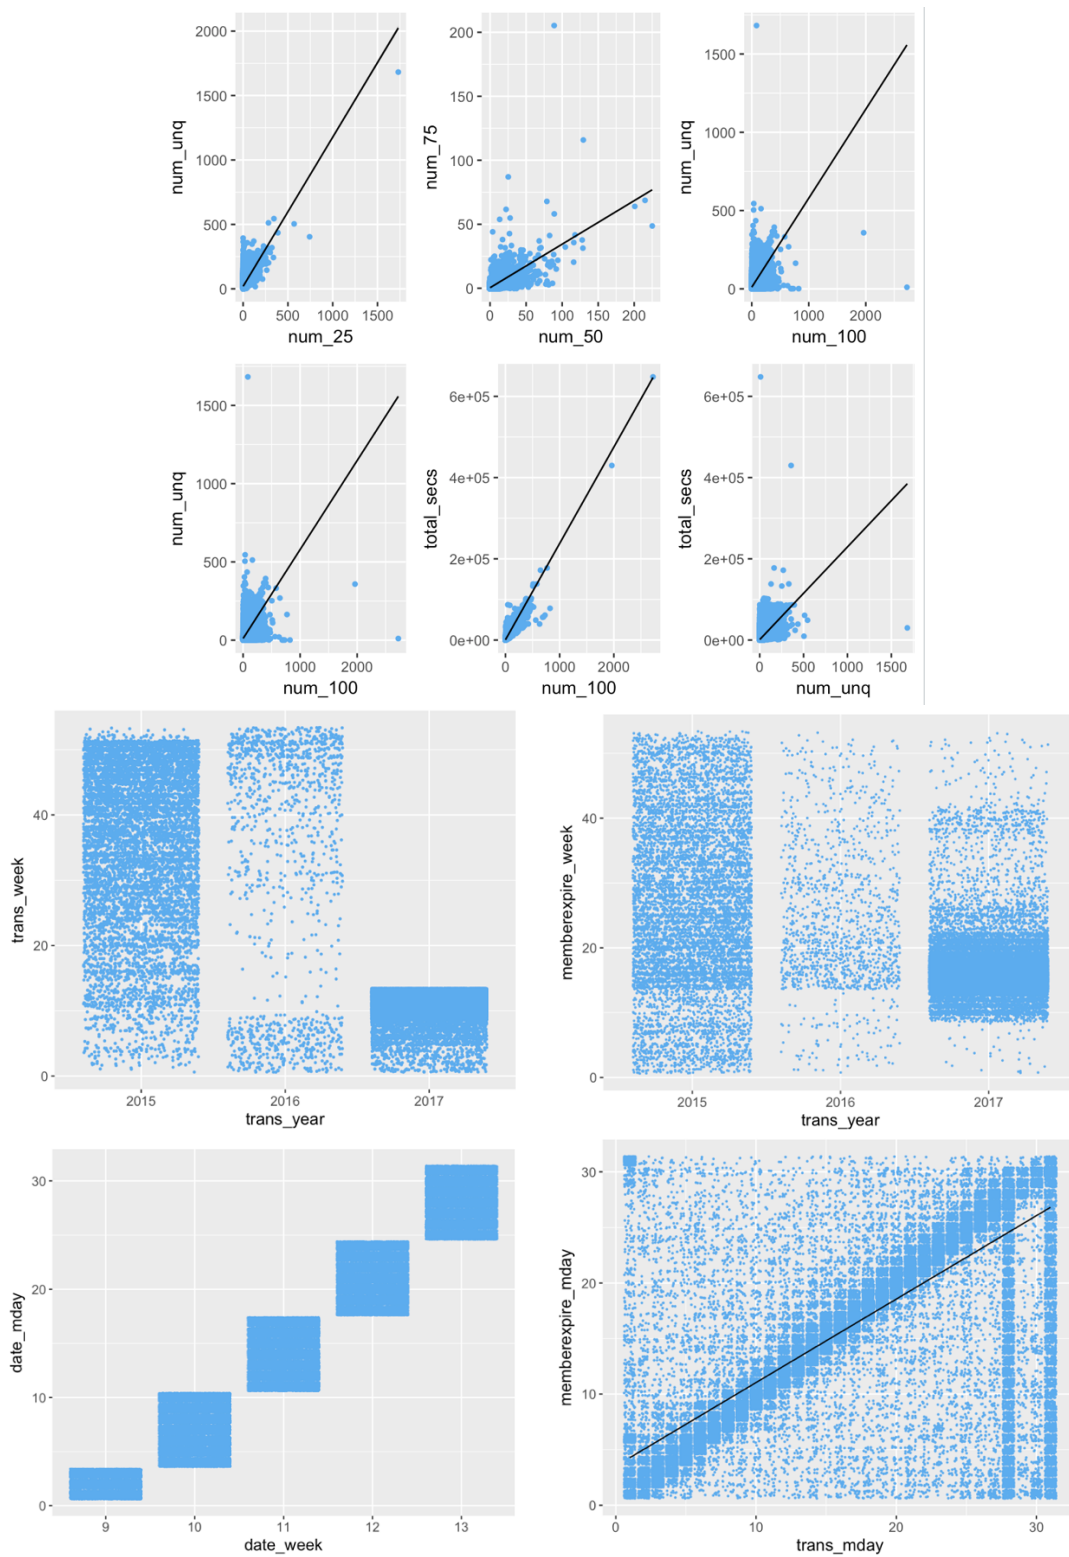 2000
1500
1000
500
0
num_unq
0 500 1000 1500
num_25
200
150
100
50
0
num_75
0 50 100 150 200
num_50
1500
1000
500
0
num_unq
0 1000 2000
num_100
1500
1000
500
0
num_unq
0 1000 2000
num_100
6e+05
4e+05
2e+05
0e+00
total_secs
0 1000 2000
num_100
6e+05
4e+05
2e+05
0e+00
total_secs
0 500 1000 1500
num_unq
40
20
0
trans_week
2015 2016 2017
trans_year
40
20
0
memberexpire_week
2015 2016 2017
trans_year
30
20
10
0
date_mday
9 10 11 12 13
date_week
30
20
10
0
memberexpire_mday
0 10 20 30
trans_mday